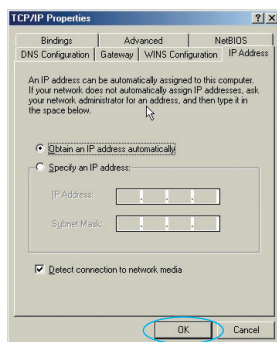 TCP/IP Properties
Bindings Advanced NetBIOS
DNS Configuration Gateway WINS Configuration IP Address
An IP address can be automatically assigned to this computer.
If your network does not automatically assign IP addresses, ask
your network administrator for an address, and then type it in
the space below.
Obtain an IP address automatically
Specify an IP address:
IP Address:
Subnet Mask:
Detect connection to network media
OK Cancel